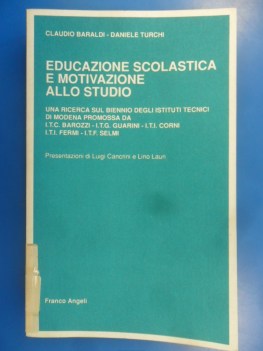 CLAUDIO BARALDI - DANIELE TURCHI
EDUCAZIONE SCOLASTICA
E MOTIVAZIONE
ALLO STUDIO
UNA RICERCA SUL BIENNIO DEGLI ISTITUTI TECNICI
DI MODENA PROMOSSA DA
I.T.C. BAROZZI - I.T.G. GUARINI - I.T.I. CORNI
I.T.I. FERMI - I.T.F. SELMI
Presentazioni di Luigi Cancrini e Lino Lauri
Franco Angeli